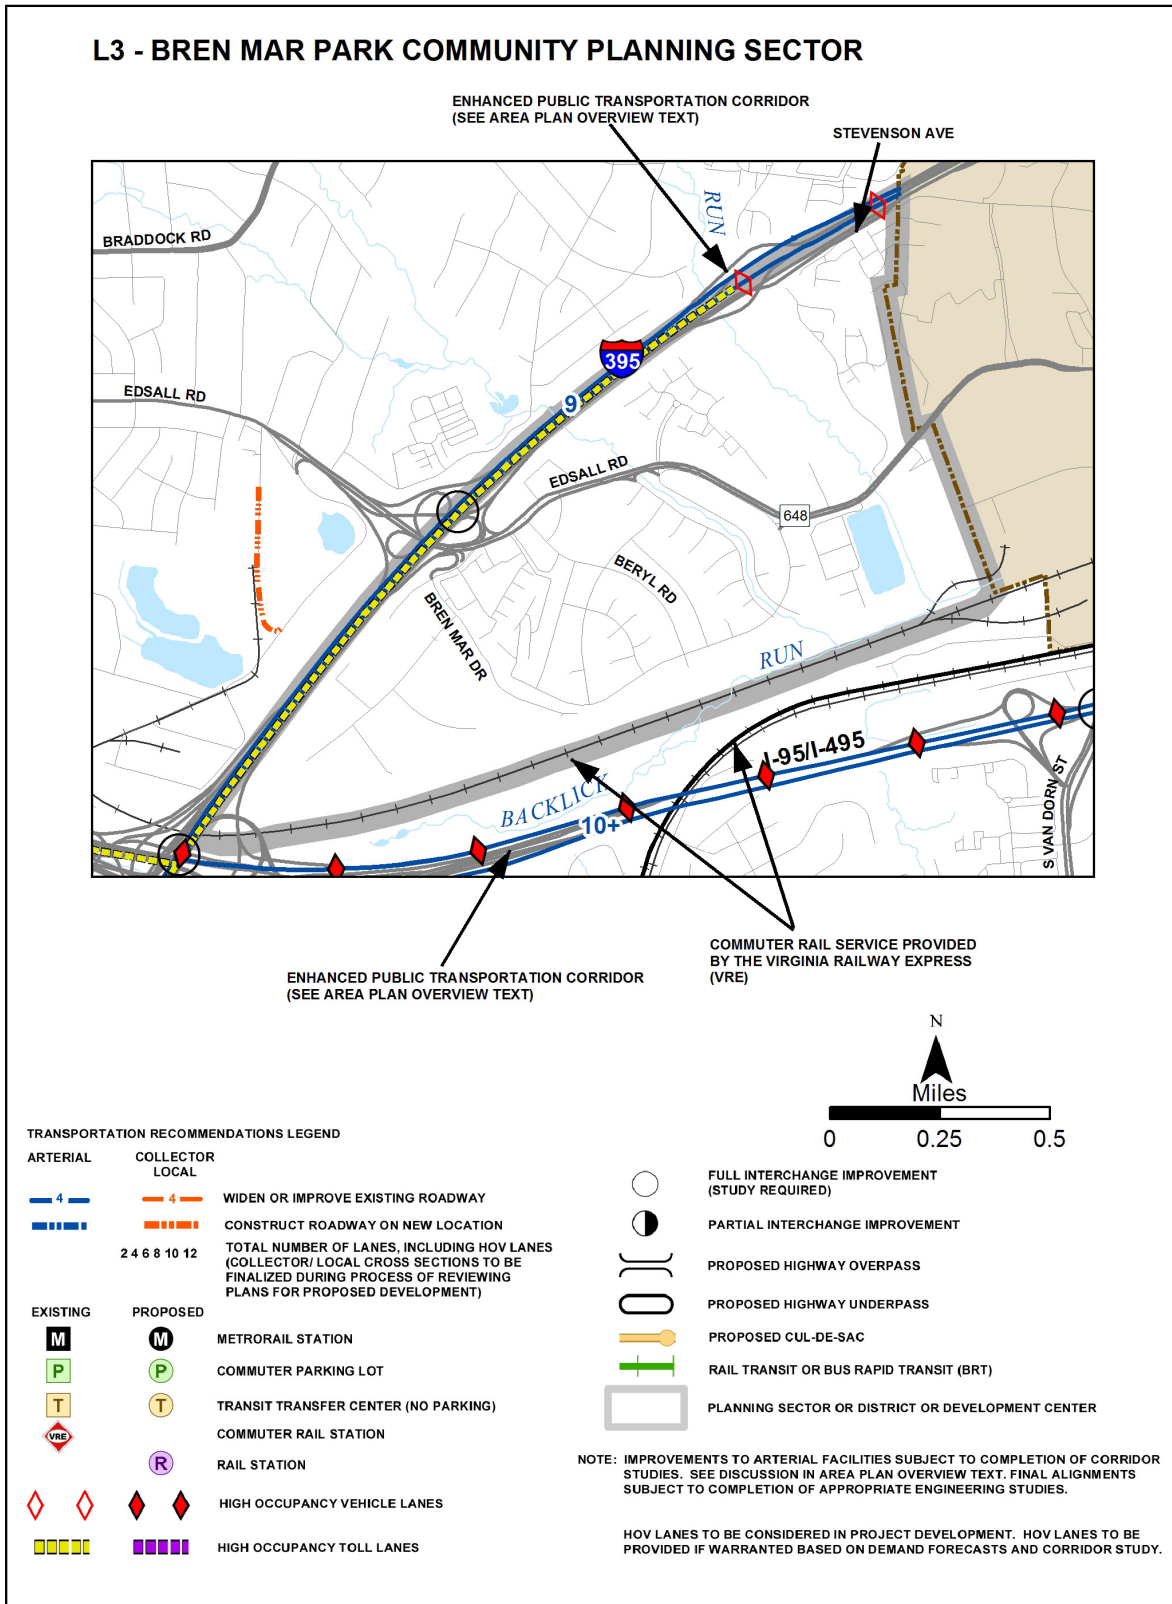 L3 - BREN MAR PARK COMMUNITY PLANNING SECTOR
ENHANCED PUBLIC TRANSPORTATION CORRIDOR
(SEE AREA PLAN OVERVIEW TEXT)
STEVENSON AVE
RUN
BRADDOCK RD
395
EDSALL RD
9
EDSALL RD
648
BERYL RD
BREN MAR DR
RUN
I-95/I-495
BACKLICK
10+
S VAN DORN ST
COMMUTER RAIL SERVICE PROVIDED
BY THE VIRGINIA RAILWAY EXPRESS
(VRE)
ENHANCED PUBLIC TRANSPORTATION CORRIDOR
(SEE AREA PLAN OVERVIEW TEXT)
N
Miles
0 0.25 0.5
TRANSPORTATION RECOMMENDATIONS LEGEND
ARTERIAL COLLECTOR
LOCAL
4 4 WIDEN OR IMPROVE EXISTING ROADWAY
CONSTRUCT ROADWAY ON NEW LOCATION
2 4 6 8 10 12 TOTAL NUMBER OF LANES, INCLUDING HOV LANES
(COLLECTOR/ LOCAL CROSS SECTIONS TO BE
FINALIZED DURING PROCESS OF REVIEWING
PLANS FOR PROPOSED DEVELOPMENT)
EXISTING PROPOSED
M M METRORAIL STATION
P P COMMUTER PARKING LOT
T T TRANSIT TRANSFER CENTER (NO PARKING)
VRE COMMUTER RAIL STATION
R RAIL STATION
HIGH OCCUPANCY VEHICLE LANES
HIGH OCCUPANCY TOLL LANES
FULL INTERCHANGE IMPROVEMENT
(STUDY REQUIRED)
PARTIAL INTERCHANGE IMPROVEMENT
PROPOSED HIGHWAY OVERPASS
PROPOSED HIGHWAY UNDERPASS
PROPOSED CUL-DE-SAC
RAIL TRANSIT OR BUS RAPID TRANSIT (BRT)
PLANNING SECTOR OR DISTRICT OR DEVELOPMENT CENTER
NOTE: IMPROVEMENTS TO ARTERIAL FACILITIES SUBJECT TO COMPLETION OF CORRIDOR
STUDIES. SEE DISCUSSION IN AREA PLAN OVERVIEW TEXT. FINAL ALIGNMENTS
SUBJECT TO COMPLETION OF APPROPRIATE ENGINEERING STUDIES.
HOV LANES TO BE CONSIDERED IN PROJECT DEVELOPMENT. HOV LANES TO BE
PROVIDED IF WARRANTED BASED ON DEMAND FORECASTS AND CORRIDOR STUDY.